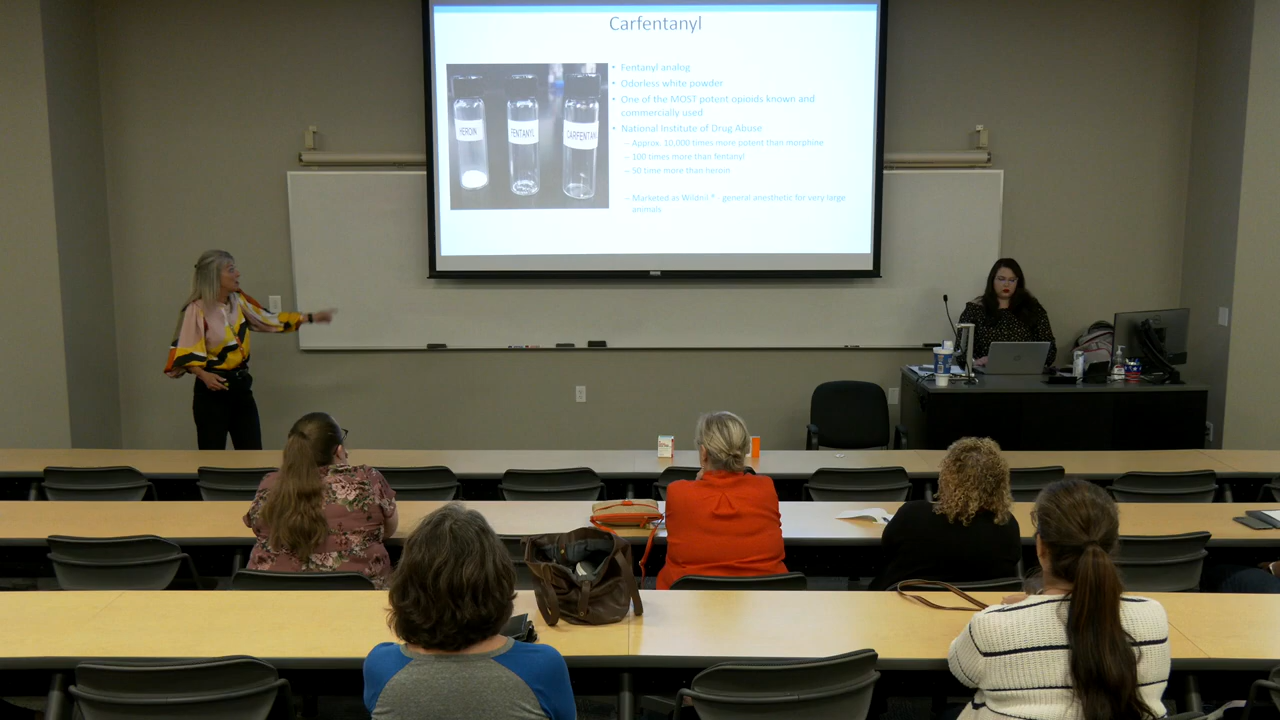 Carfentanyl
HEROIN
FENTANYL
CARFENTAN
• Fentanyl analog
• Odorless white powder
• One of the MOST potent opioids known and
commercially used
• National Institute of Drug Abuse
– Approx. 10,000 times more potent than morphine
– 100 times more than fentanyl
– 50 time more than heroin
– Marketed as Wildnil ® general anesthetic for very large
animals